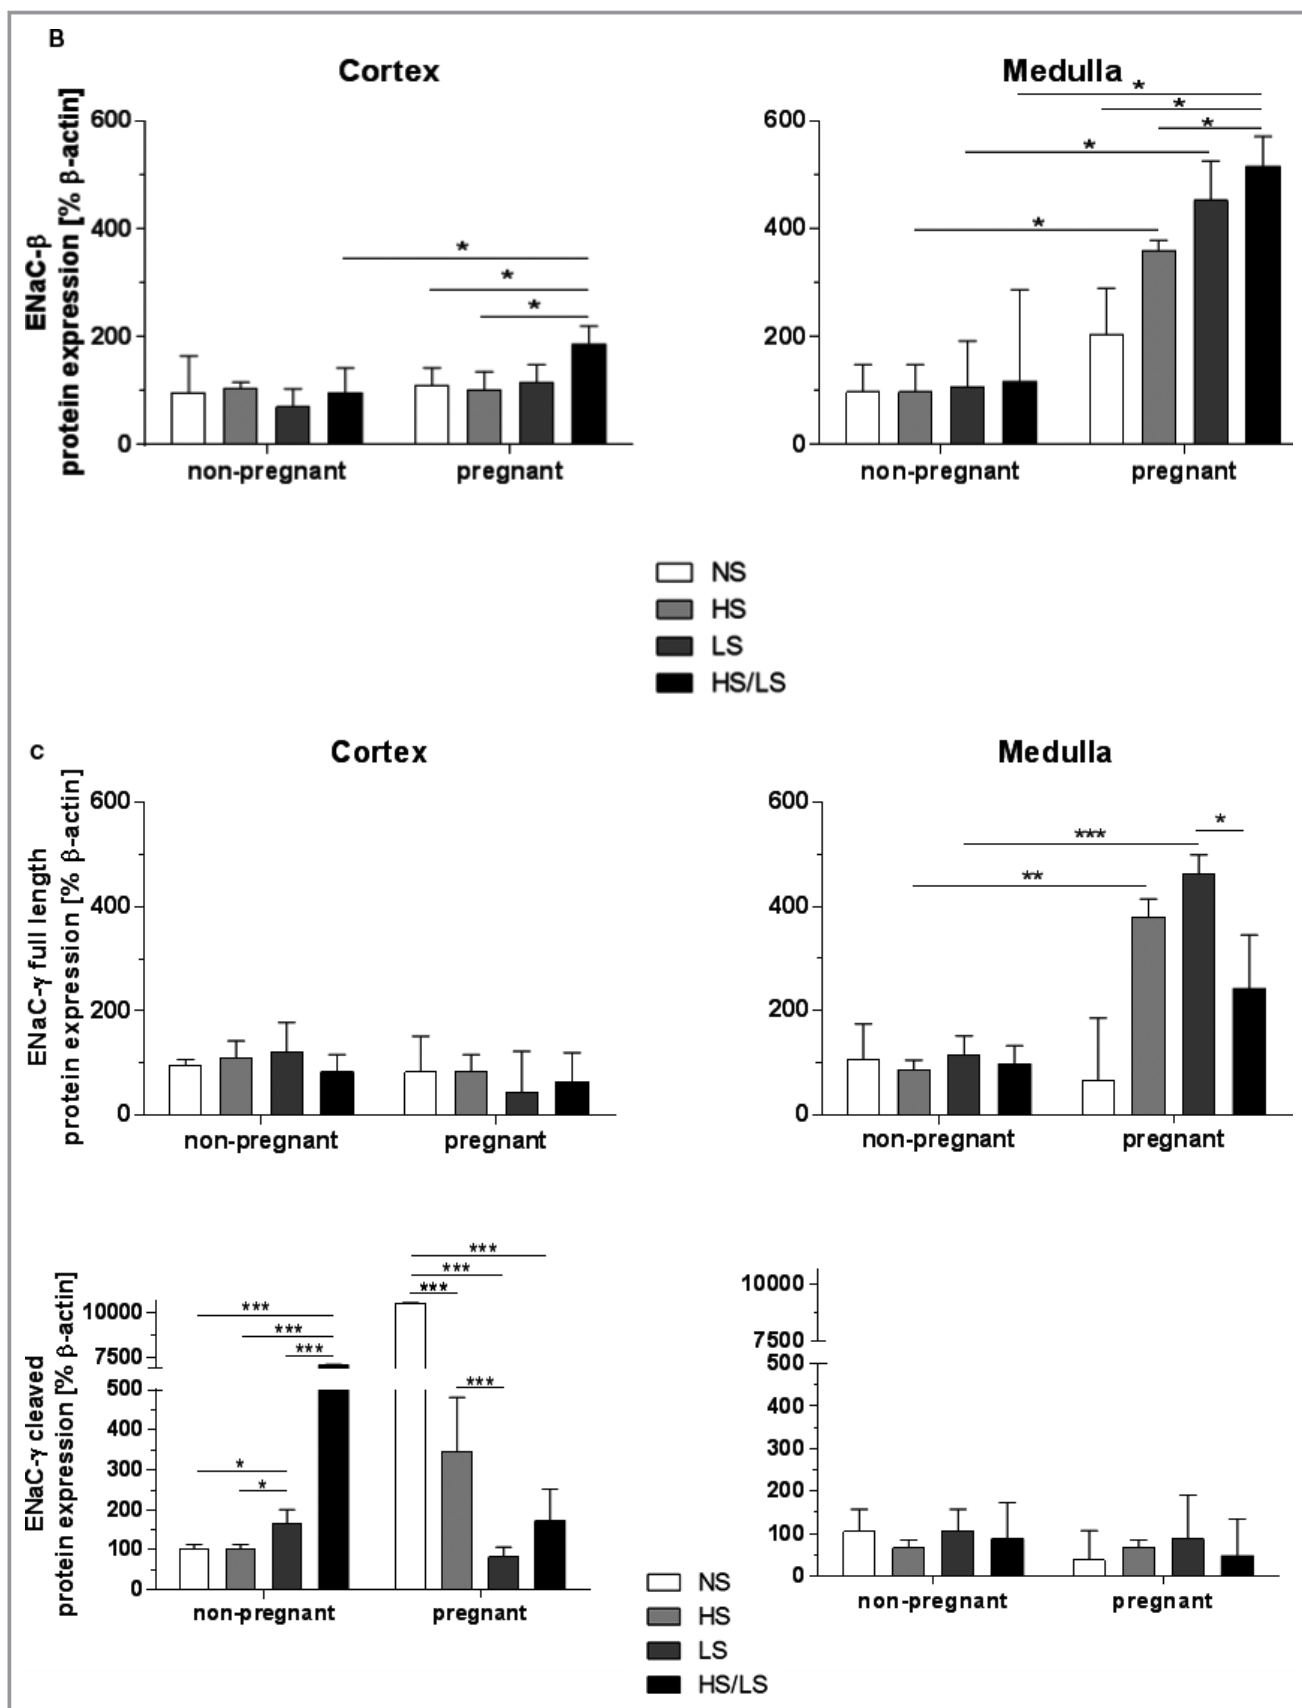 B
Cortex
Medulla
ENaC-β
protein expression [% β-actin]
600
400
200
0
* * *
non-pregnant
pregnant
600
400
200
0
* * * * *
non-pregnant
pregnant
NS
HS
LS
HS/LS
C
Cortex
Medulla
ENaC-γ full length
protein expression [% β-actin]
600
400
200
0
non-pregnant
pregnant
600
400
200
0
** *** *
non-pregnant
pregnant
ENaC-γ cleaved
protein expression [% β-actin]
10000
7500
500
400
300
200
100
0
***
***
***
*
*
***
***
***
***
non-pregnant
pregnant
10000
7500
500
400
300
200
100
0
non-pregnant
pregnant
NS
HS
LS
HS/LS